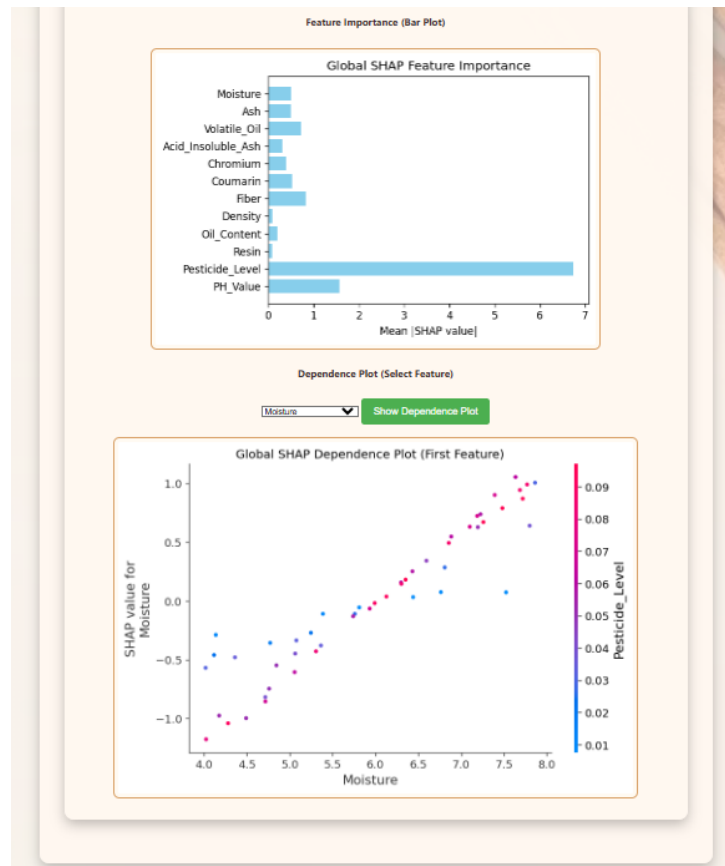 Feature Importance (Bar Plot)
Global SHAP Feature Importance
Moisture
Ash
Volatile_Oil
Acid_Insoluble_Ash
Chromium
Coumarin
Fiber
Density
Oil_Content
Resin
Pesticide_Level
PH_Value
0 1 2 3 4 5 6 7
Mean |SHAP value|
Dependence Plot (Select Feature)
Moisture Show Dependence Plot
Global SHAP Dependence Plot (First Feature)
1.0
0.5
0.0
−0.5
−1.0
SHAP value for
Moisture
4.0 4.5 5.0 5.5 6.0 6.5 7.0 7.5 8.0
Moisture
0.09
0.08
0.07
0.06
0.05
0.04
0.03
0.02
0.01
Pesticide_Level